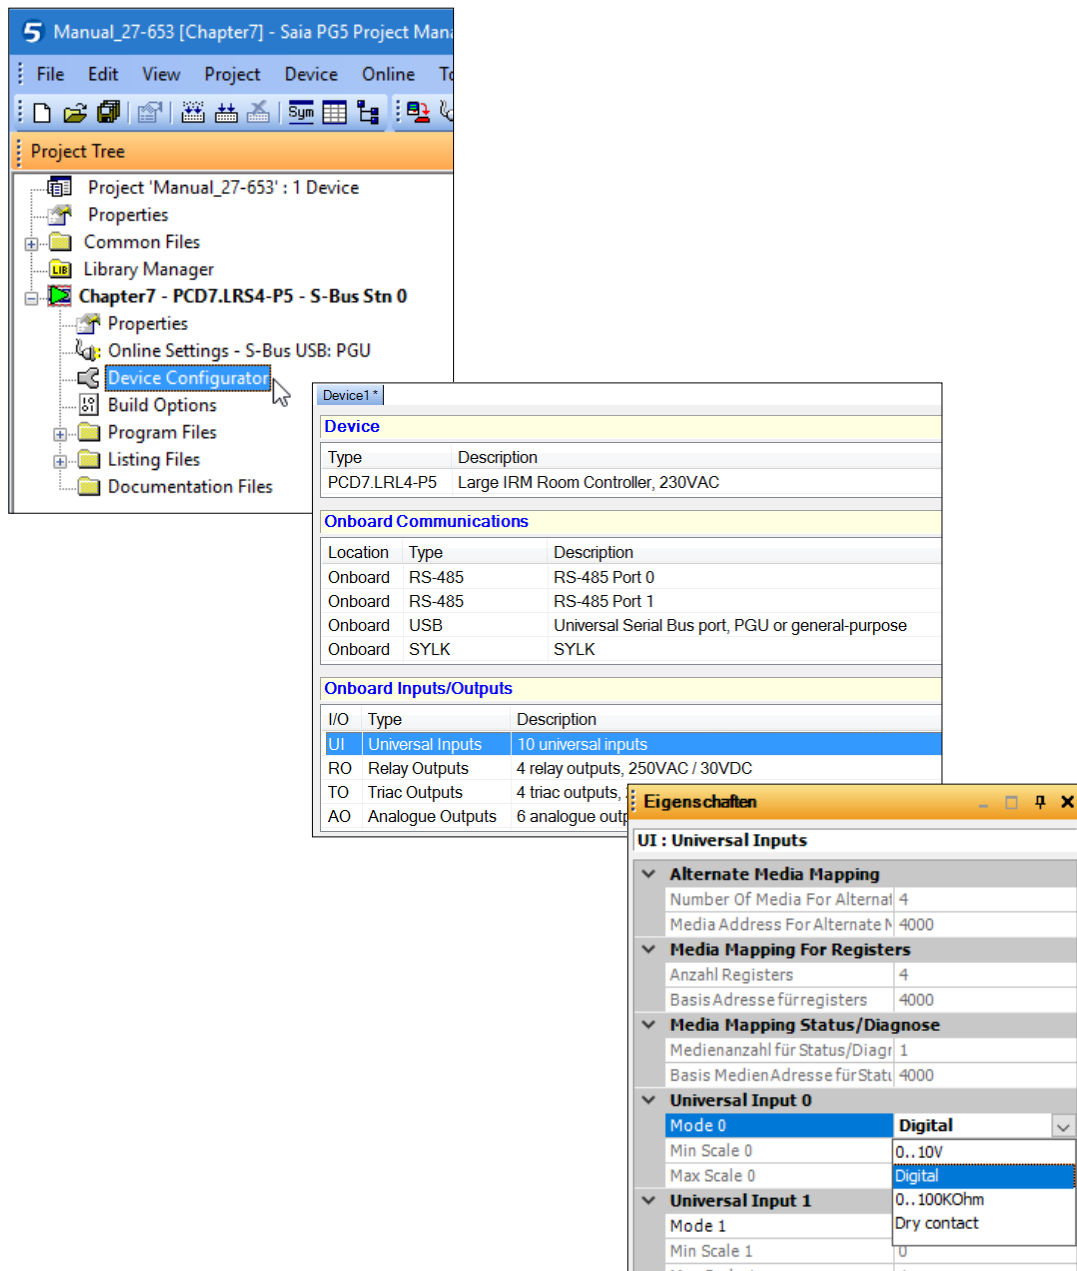 Manual_27-653 [Chapter7] - Saia PG5 Project Mana
File Edit View Project Device Online To
Sym
Project Tree
Project 'Manual_27-653' : 1 Device
Properties
Common Files
LIB Library Manager
Chapter7 - PCD7.LRS4-P5 - S-Bus Stn 0
Properties
Online Settings - S-Bus USB: PGU
Device Configurator
Build Options
Program Files
Listing Files
Documentation Files
Device1 *
Device
Type Description
PCD7.LRL4-P5 Large IRM Room Controller, 230VAC
Onboard Communications
Location Type Description
Onboard RS-485 RS-485 Port 0
Onboard RS-485 RS-485 Port 1
Onboard USB Universal Serial Bus port, PGU or general-purpose
Onboard SYLK SYLK
Onboard Inputs/Outputs
I/O Type Description
UI Universal Inputs 10 universal inputs
RO Relay Outputs 4 relay outputs, 250VAC / 30VDC
TO Triac Outputs 4 triac outputs,
AO Analogue Outputs 6 analogue outp
Eigenschaften
UI : Universal Inputs
Alternate Media Mapping
Number Of Media For Alternat 4
Media Address For Alternate 4000
Media Mapping For Registers
Anzahl Registers 4
Basis Adresse für registers 4000
Media Mapping Status/Diagnose
Medienanzahl für Status/Diagr 1
Basis Medien Adresse für Statu 4000
Universal Input 0
Mode 0 Digital
Min Scale 0 0..10V
Max Scale 0 Digital
0..100KOhm
Universal Input 1
Mode 1 Dry contact
Min Scale 1 0